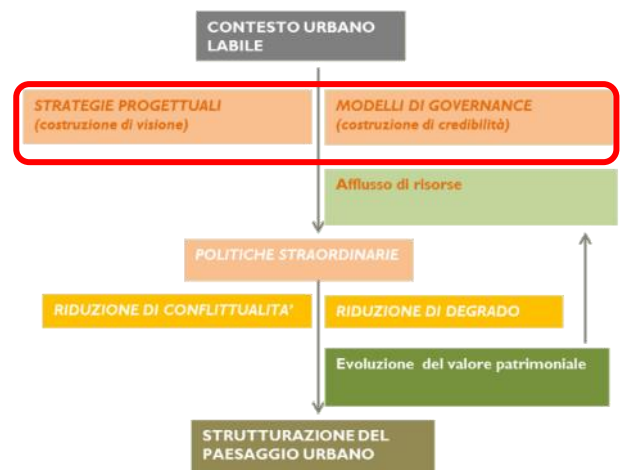 CONTESTO URBANO
LABILE
STRATEGIE PROGETTUALI
(costruzione di visione)
MODELLI DI GOVERNANCE
(costruzione di credibilità)
Afflusso di risorse
POLITICHE STRAORDINARIE
RIDUZIONE DI CONFLITTUALITA'
RIDUZIONE DI DEGRADO
Evoluzione del valore patrimoniale
STRUTTURAZIONE DEL
PAESAGGIO URBANO